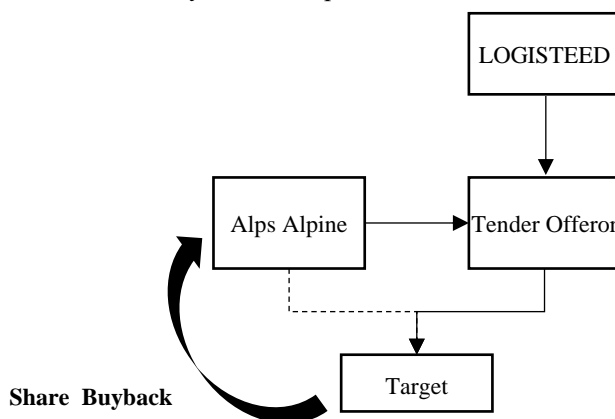 LOGISTEED
Alps Alpine
Tender Offeror
Target
Share Buyback